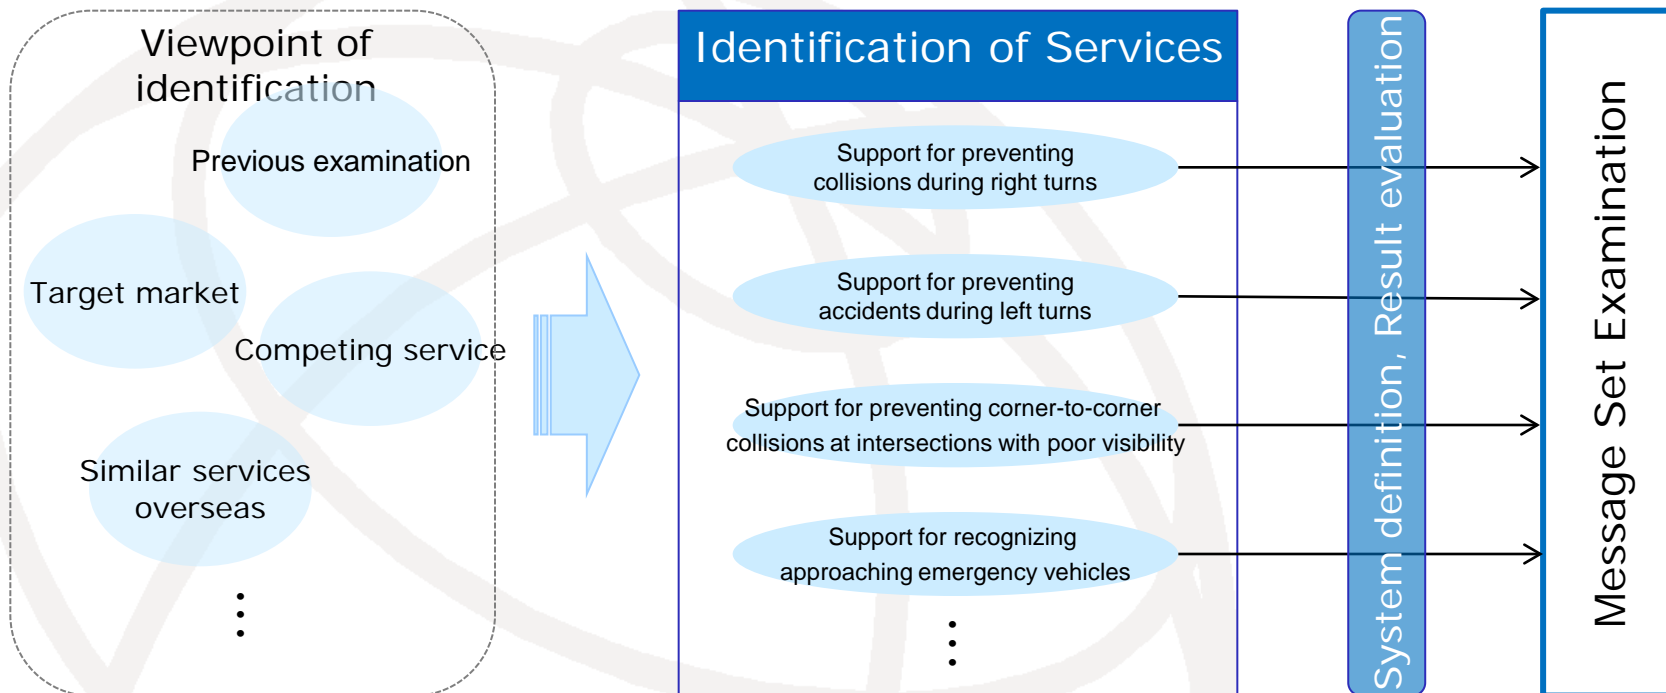 Viewpoint of
identification
Previous examination
Target market
Competing service
Similar services
overseas
⋮
Identification of Services
Support for preventing
collisions during right turns
Support for preventing
accidents during left turns
Support for preventing corner-to-corner
collisions at intersections with poor visibility
Support for recognizing
approaching emergency vehicles
⋮
System definition, Result evaluation
Message Set Examination